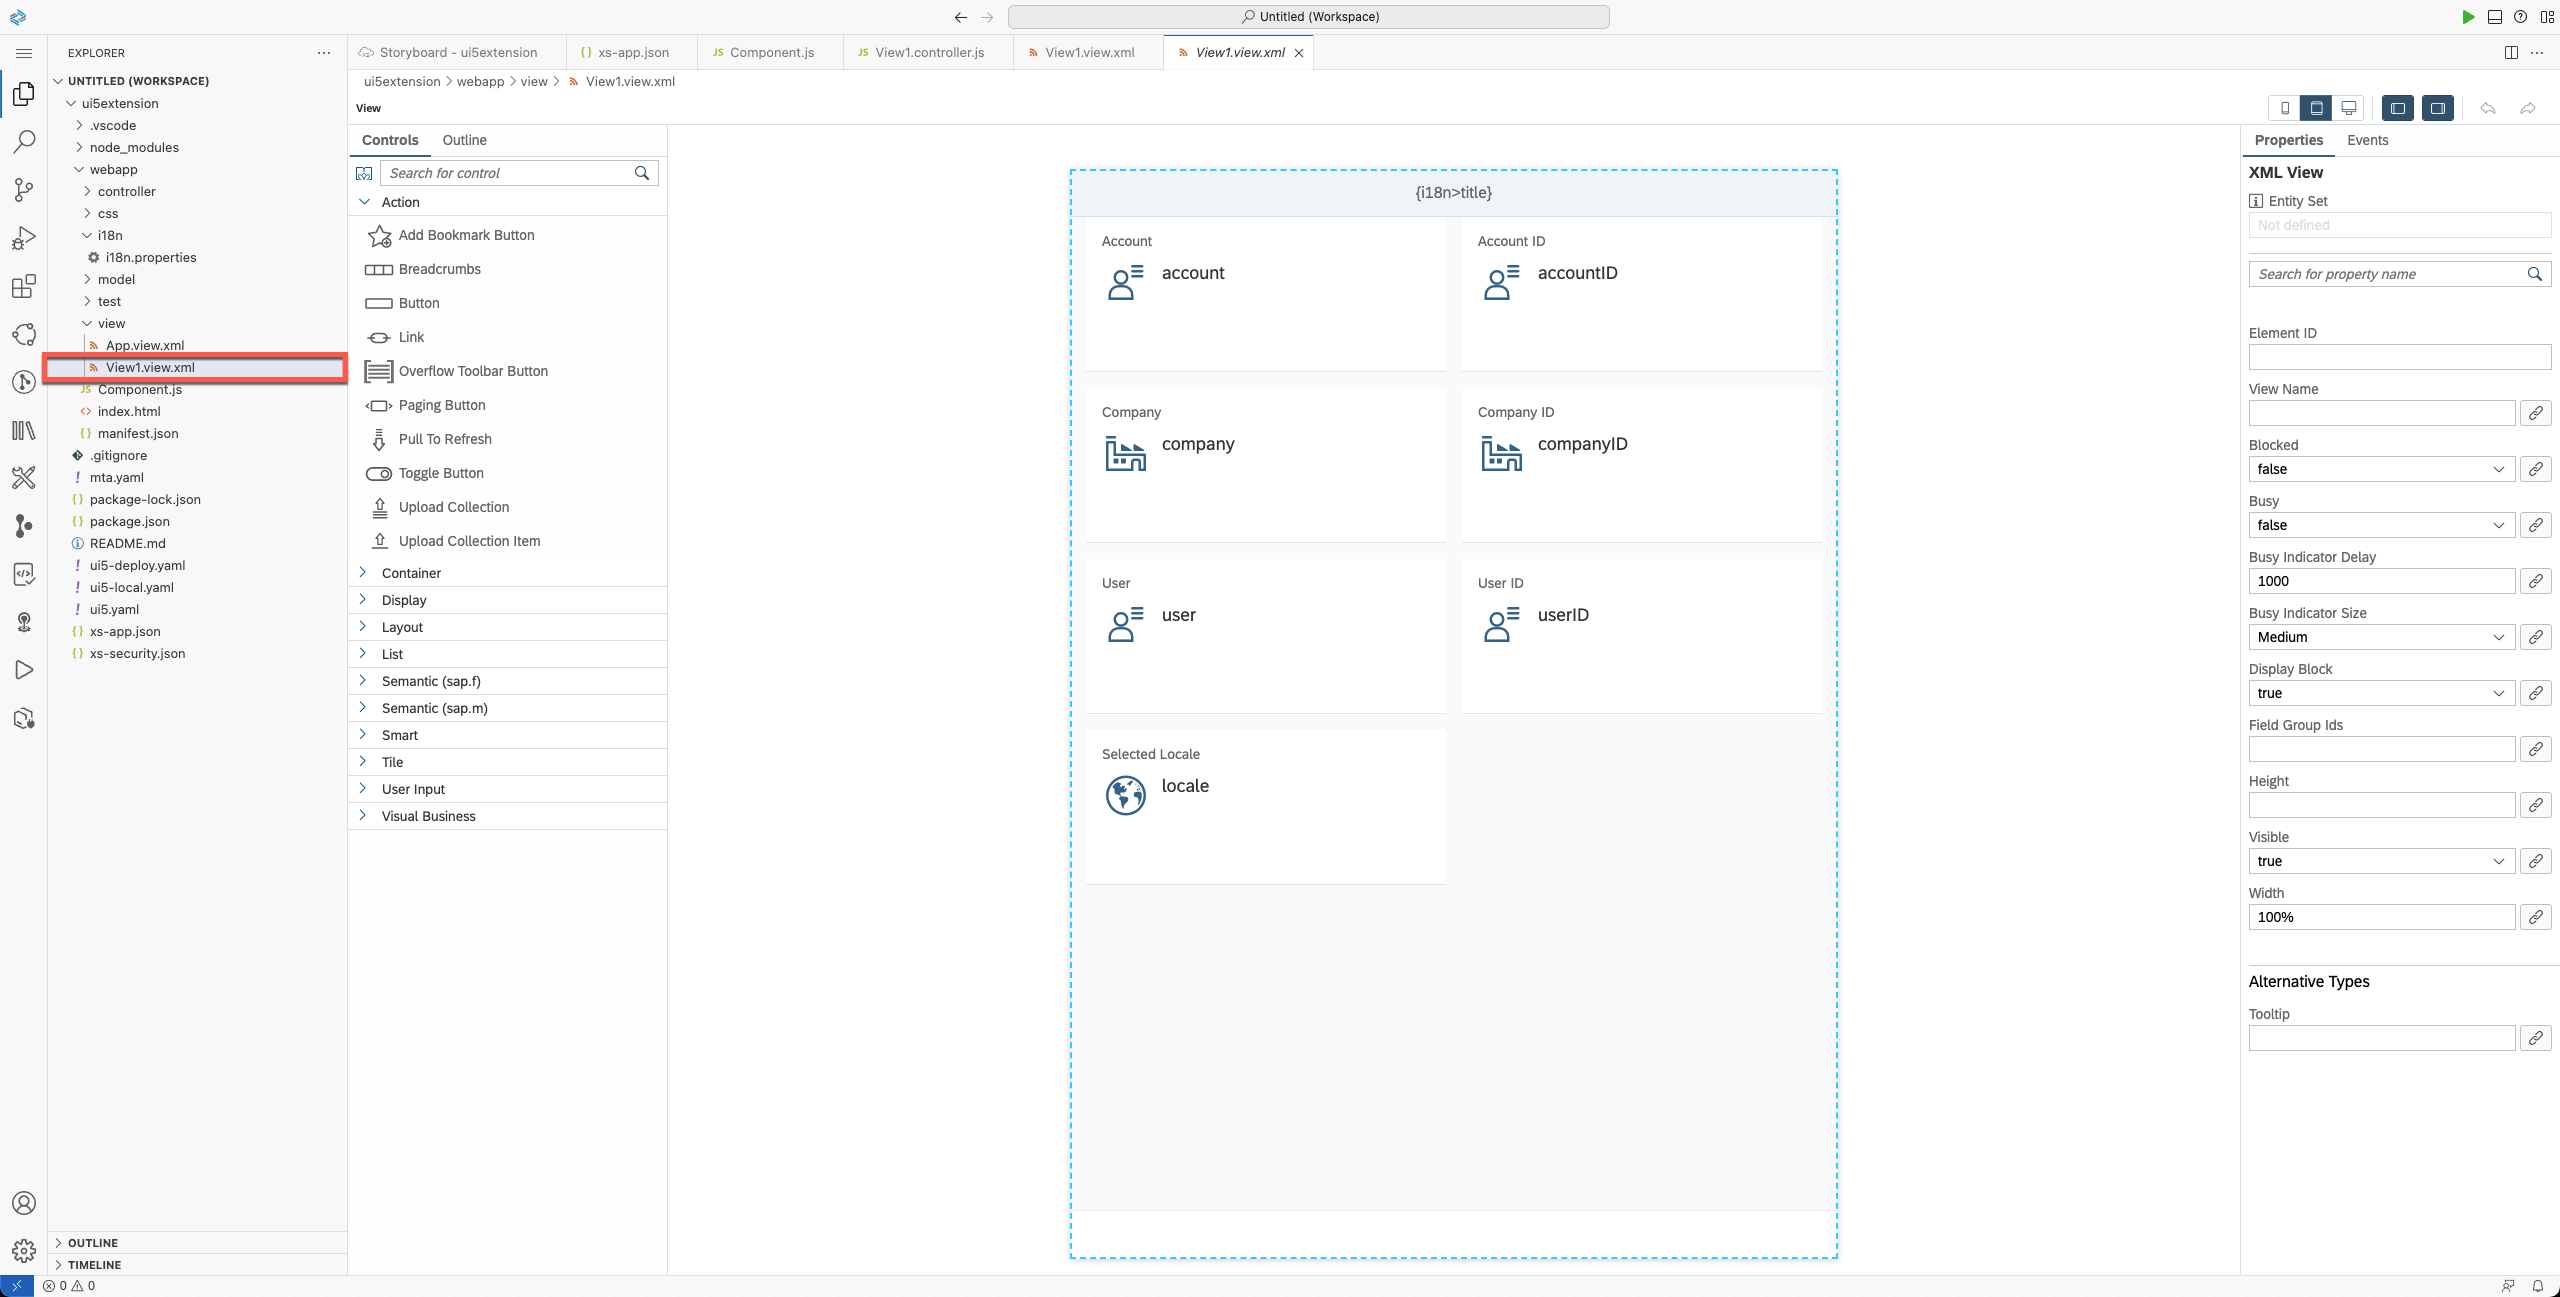 Untitled (Workspace)
EXPLORER
Storyboard - ui5extension
xs-app.json
Component.js
View1.controller.js
View1.view.xml
View1.view.xml
UNTITLED (WORKSPACE)
ui5extension
.vscode
node_modules
webapp
controller
css
i18n
i18n.properties
model
test
view
App.view.xml
View1.view.xml
Component.js
index.html
manifest.json
.gitignore
mta.yaml
package-lock.json
package.json
README.md
ui5-deploy.yaml
ui5-local.yaml
ui5.yaml
xs-app.json
xs-security.json
OUTLINE
TIMELINE
0 0
ui5extension > webapp > view > View1.view.xml
View
Controls Outline
Search for control
Action
Add Bookmark Button
Breadcrumbs
Button
Link
Overflow Toolbar Button
Paging Button
Pull To Refresh
Toggle Button
Upload Collection
Upload Collection Item
Container
Display
Layout
List
Semantic (sap.f)
Semantic (sap.m)
Smart
Tile
User Input
Visual Business
{i18n>title}
Account
account
Account ID
accountID
Company
company
Company ID
companyID
User
user
User ID
userID
Selected Locale
locale
Properties Events
XML View
Entity Set
Not defined
Search for property name
Element ID
View Name
Blocked
false
Busy
false
Busy Indicator Delay
1000
Busy Indicator Size
Medium
Display Block
true
Field Group Ids
Height
Visible
true
Width
100%
Alternative Types
Tooltip